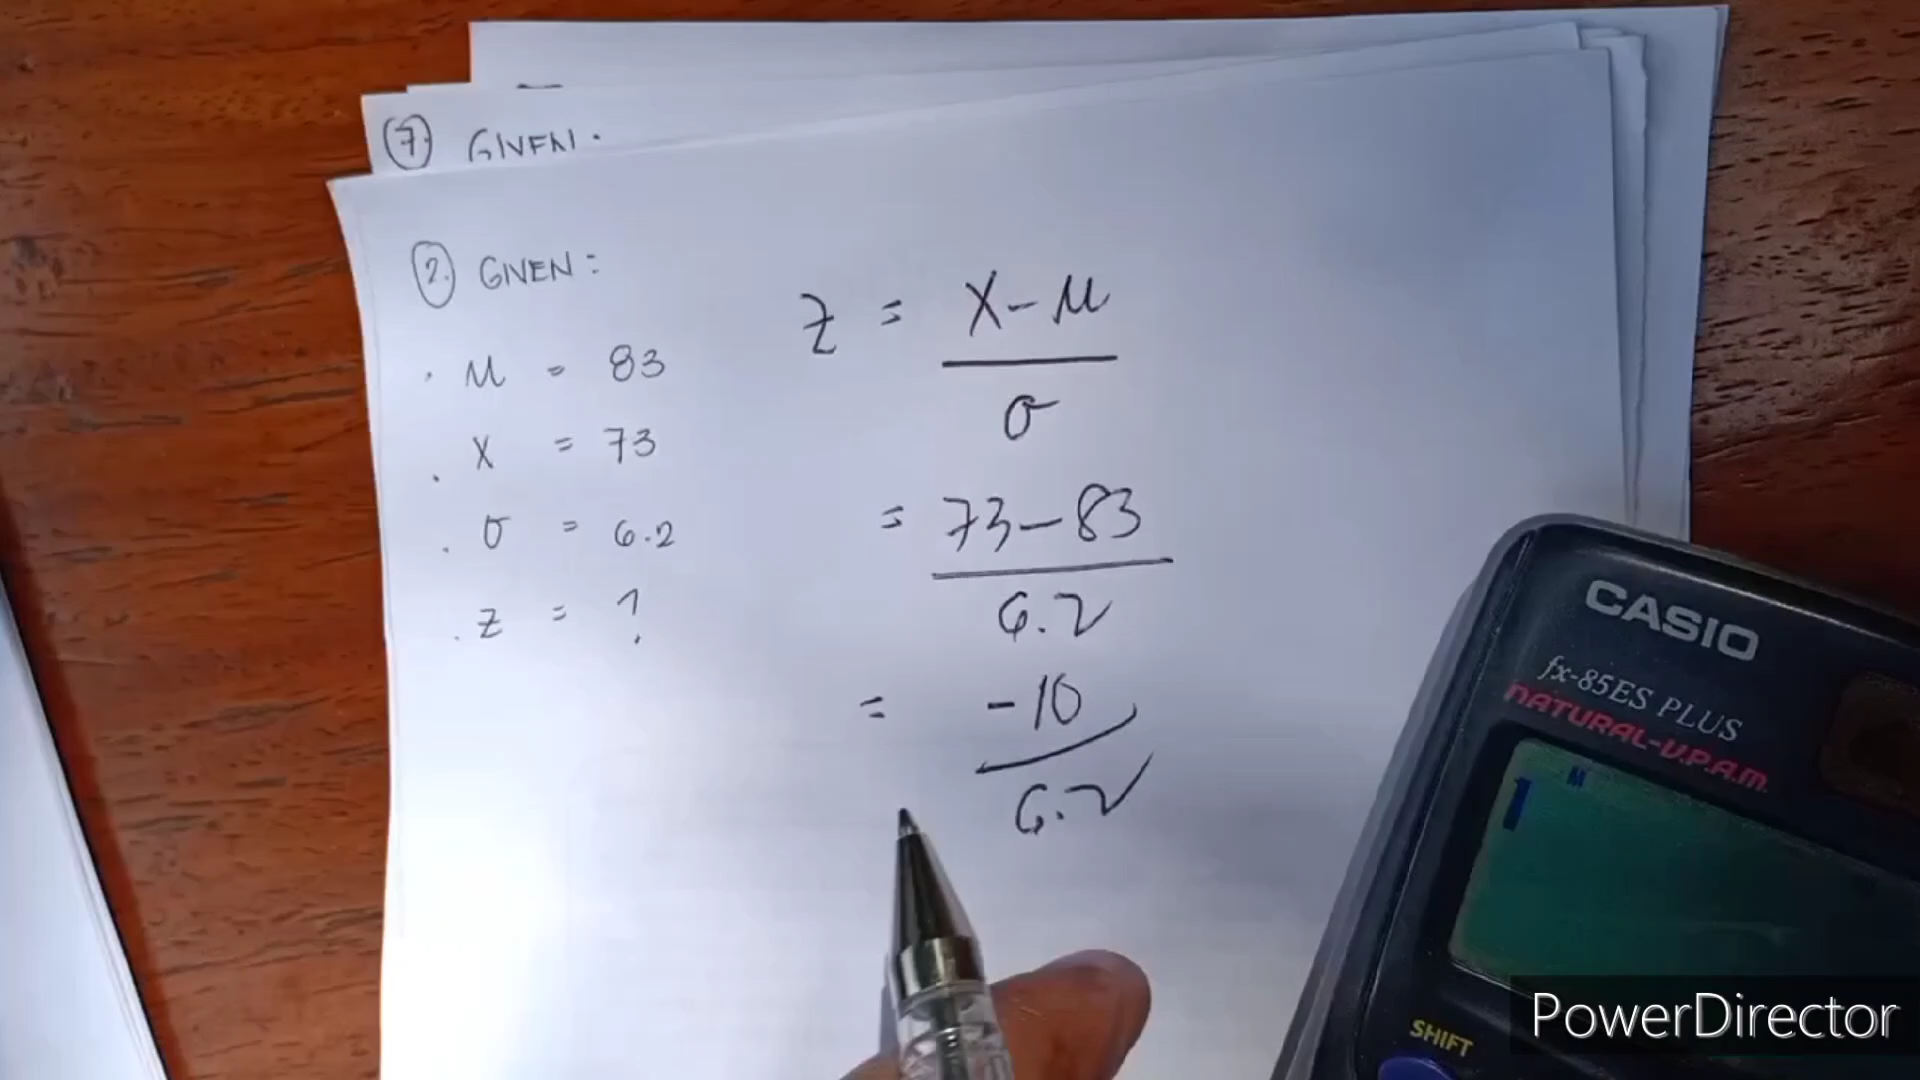 7. GIVEN:
2. GIVEN:
μ = 83
X = 73
σ = 6.2
z = ?
z = X - μ
σ
= 73 - 83
6.2
= -10
6.2
CASIO
fx-85ES PLUS
NATURAL-V.P.A.M.
M
1
SHIFT
PowerDirector